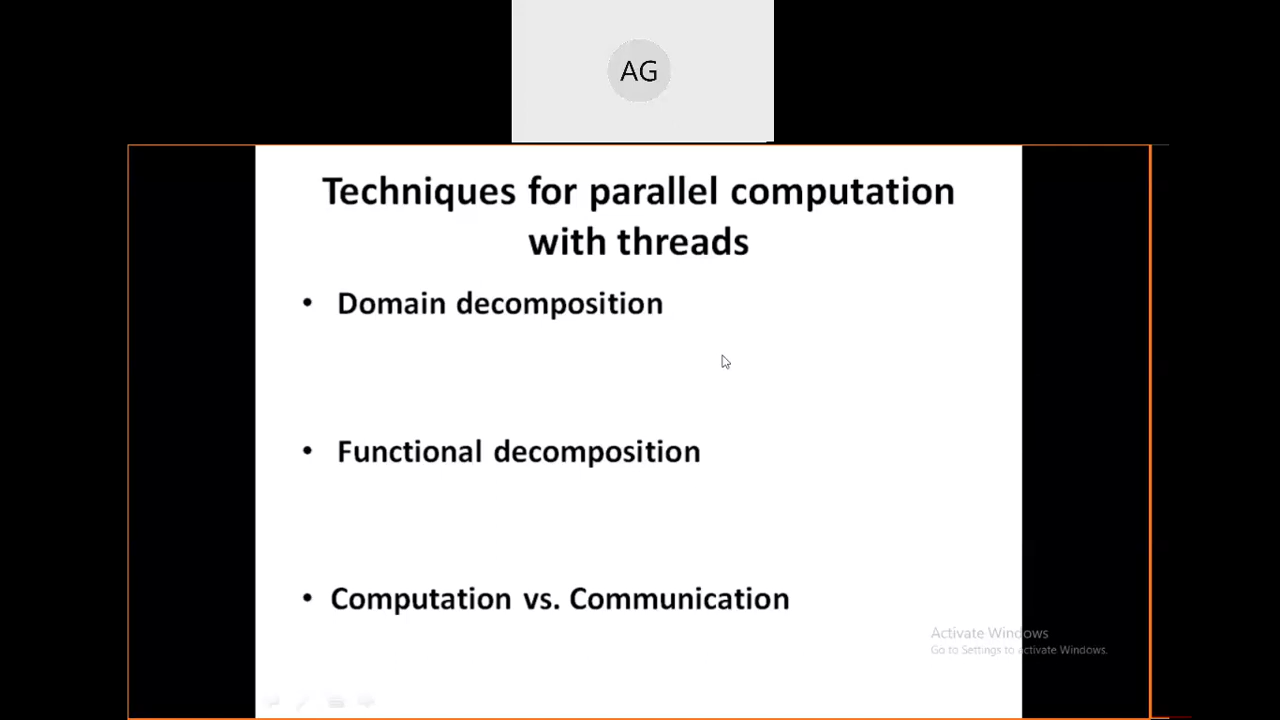 AG
Techniques for parallel computation
with threads
• Domain decomposition
• Functional decomposition
• Computation vs. Communication
Activate Windows
Go to Settings to activate Windows.